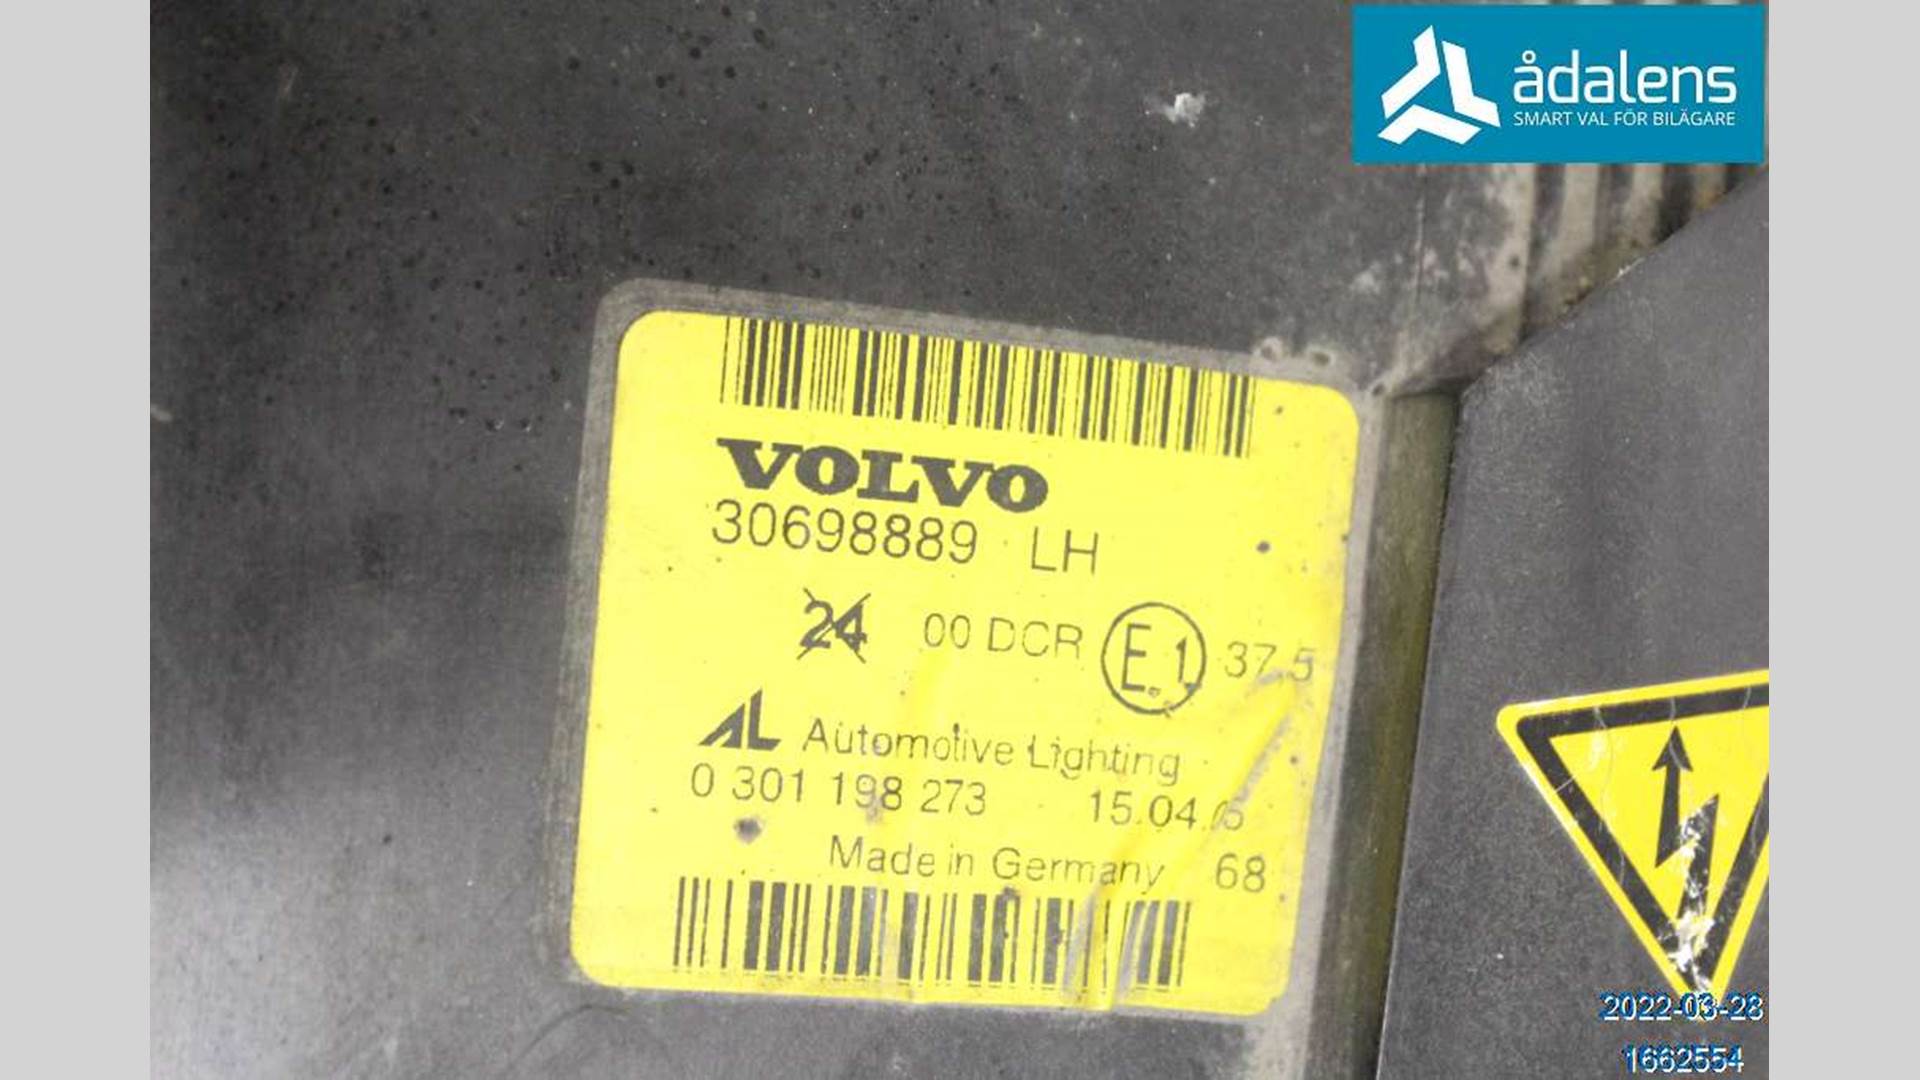 ådalens
SMART VAL FÖR BILÄGARE
VOLVO
30698889 LH
24 00 DCR E1 37,5
AL Automotive Lighting
0 301 198 273
Made in Germany 68
2022-03-28
1662554